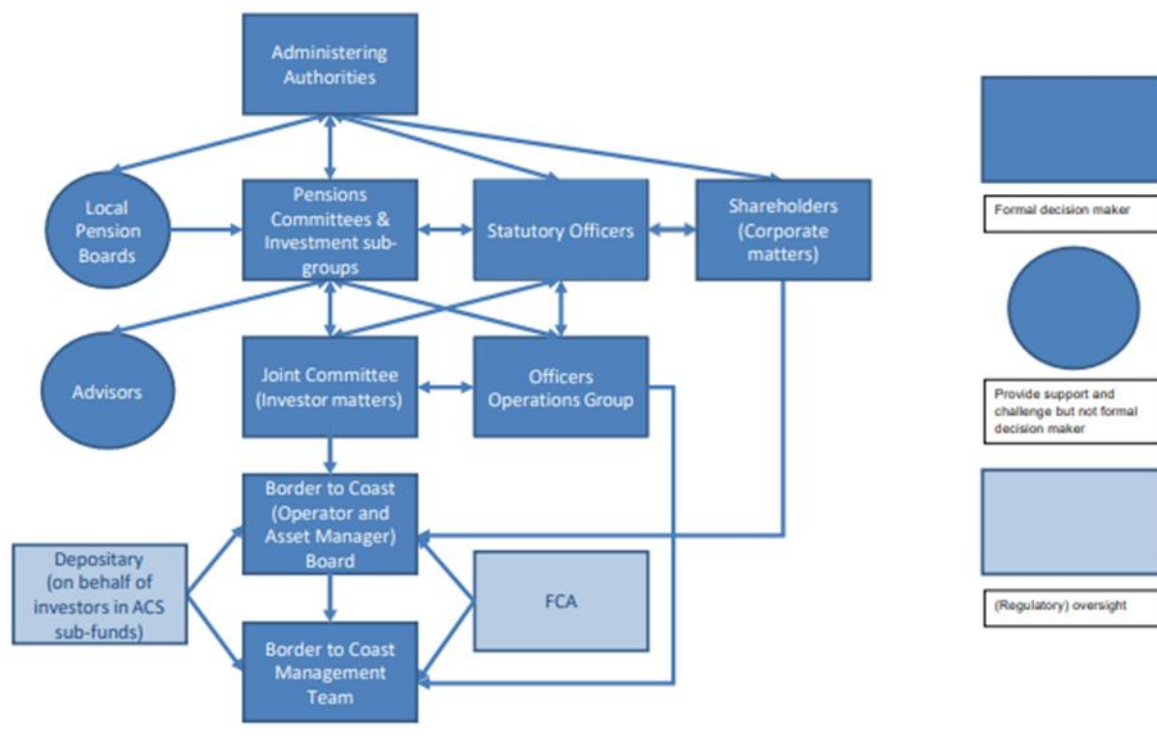 Administering
Authorities
Local
Pension
Boards
Pensions
Committees &
Investment sub-
groups
Statutory Officers
Shareholders
(Corporate
matters)
Formal decision maker
Advisors
Joint Committee
(Investor matters)
Officers
Operations Group
Provide support and
challenge but not formal
decision maker
Border to Coast
(Operator and
Asset Manager)
Board
Depositary
(on behalf of
investors in ACS
sub-funds)
FCA
(Regulatory) oversight
Border to Coast
Management
Team